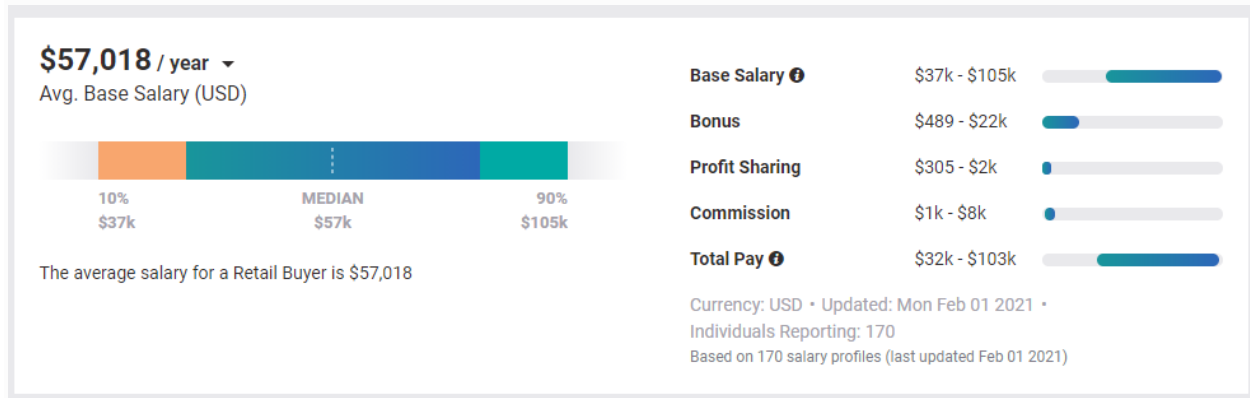 $57,018 / year
Avg. Base Salary (USD)
10% MEDIAN 90%
$37k $57k $105k
The average salary for a Retail Buyer is $57,018
Base Salary $37k - $105k
Bonus $489 - $22k
Profit Sharing $305 - $2k
Commission $1k - $8k
Total Pay $32k - $103k
Currency: USD • Updated: Mon Feb 01 2021 •
Individuals Reporting: 170
Based on 170 salary profiles (last updated Feb 01 2021)